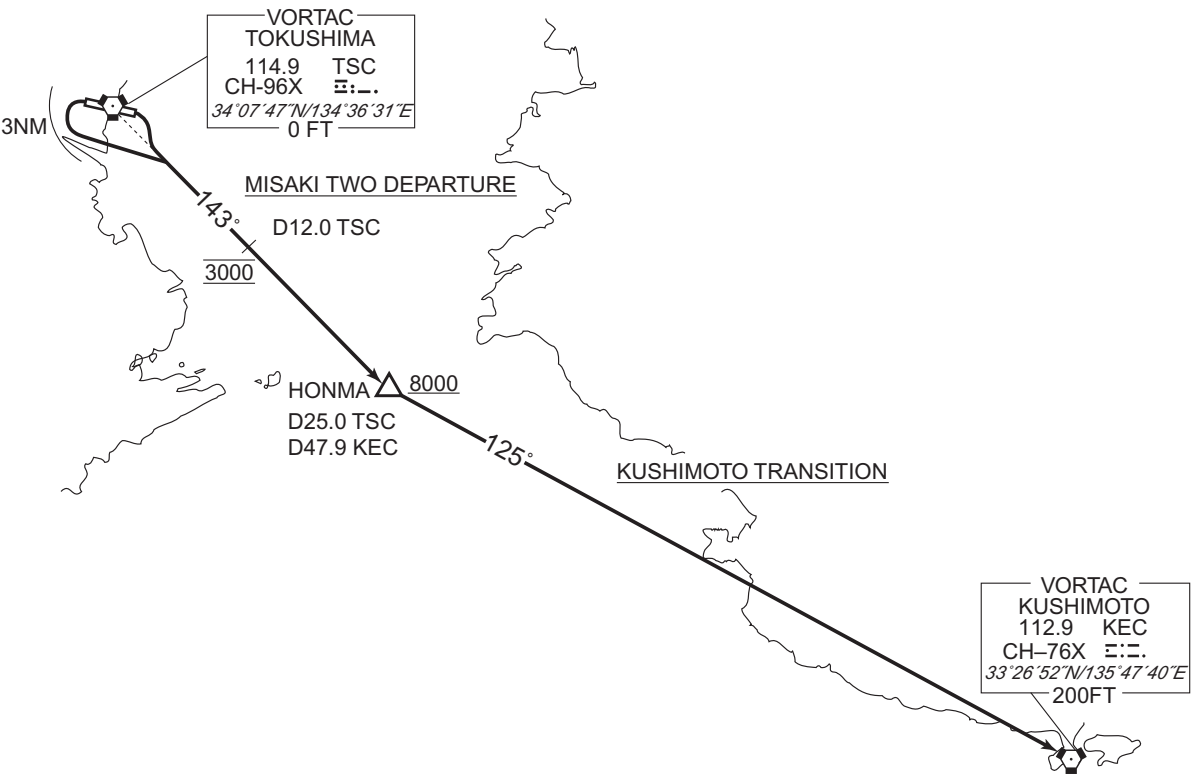 VORTAC
TOKUSHIMA
114.9 TSC
CH-96X
34°07´47˝N/134°36´31˝E
0 FT
3NM
MISAKI TWO DEPARTURE
143°
D12.0 TSC
3000
HONMA
8000
D25.0 TSC
D47.9 KEC
125°
KUSHIMOTO TRANSITION
VORTAC
KUSHIMOTO
112.9 KEC
CH–76X
33°26´52˝N/135°47´40˝E
200FT